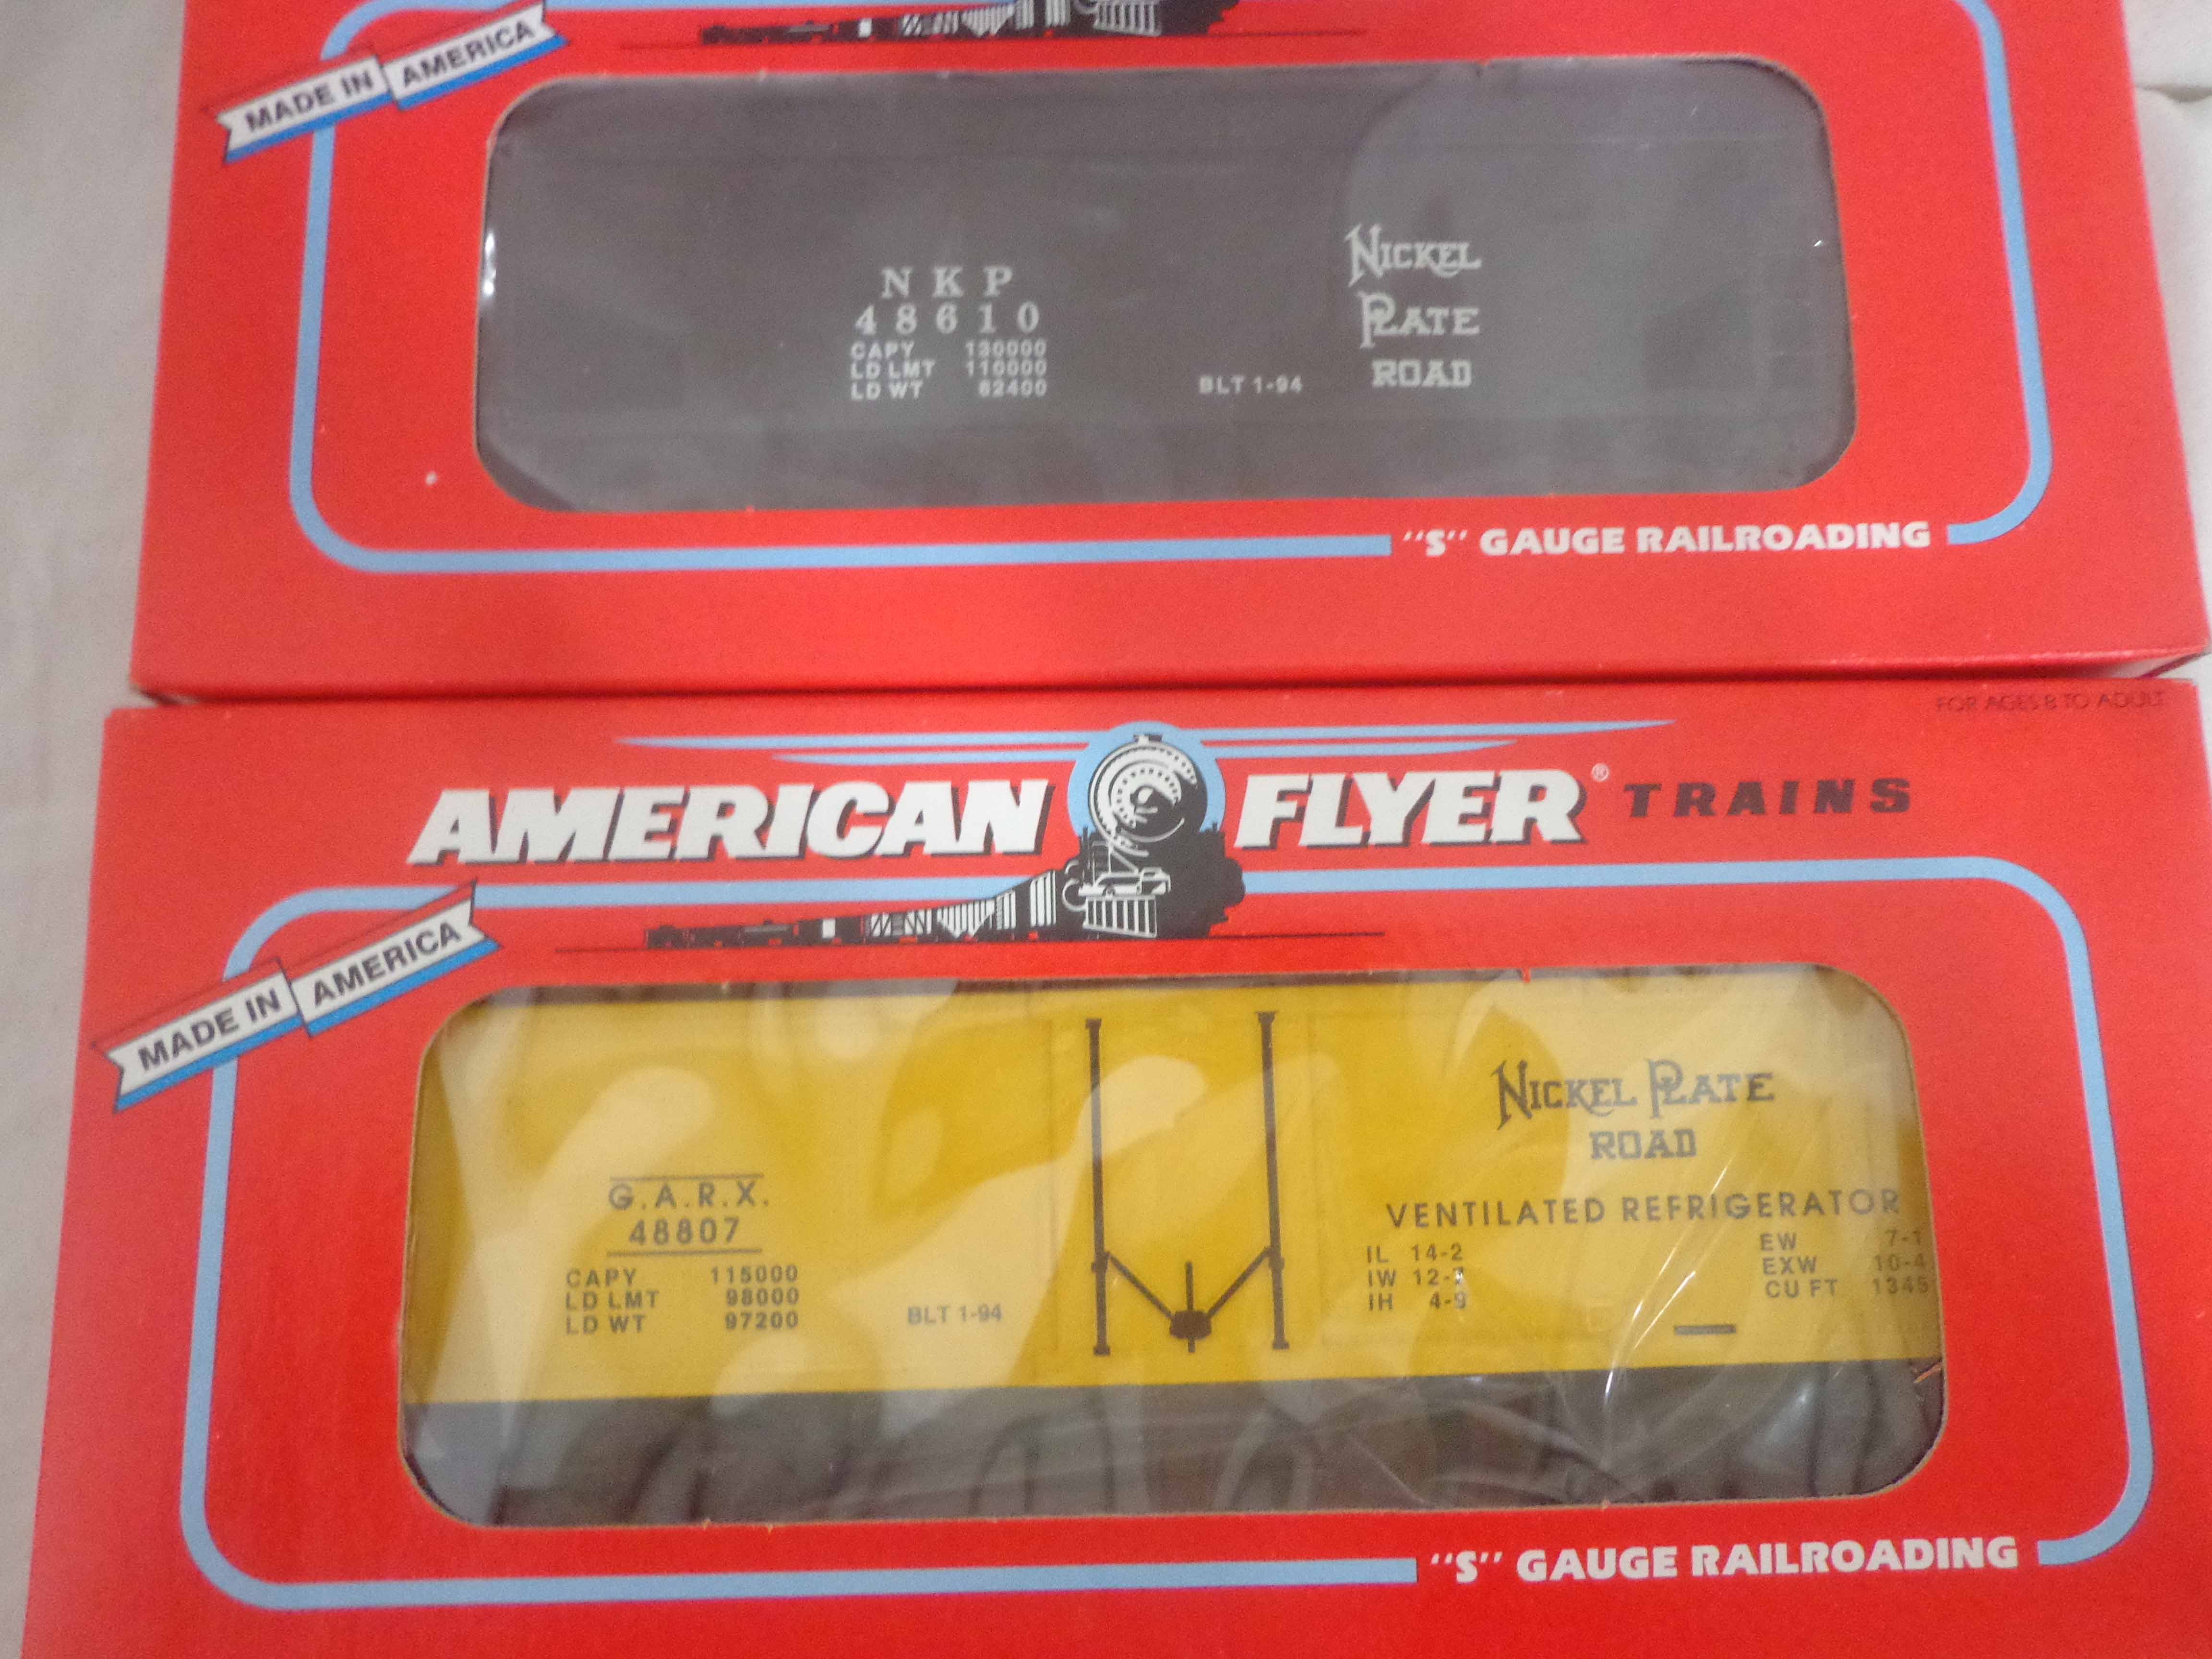 MADE IN AMERICA
N K P
48610
CAPY 130000
LD LMT 110000
LD WT 82400
BLT 1-94
NICKEL
PLATE
ROAD
"S" GAUGE RAILROADING
FOR AGES 8 TO ADULT
AMERICAN FLYER® TRAINS
MADE IN AMERICA
G.A.R.X.
48807
CAPY 115000
LD LMT 98000
LD WT 97200
BLT 1-94
NICKEL PLATE
ROAD
VENTILATED REFRIGERATOR
IL 14-2
IW 12-7
IH 4-9
EW 7-1
EXW 10-4
CU FT 1345
"S" GAUGE RAILROADING